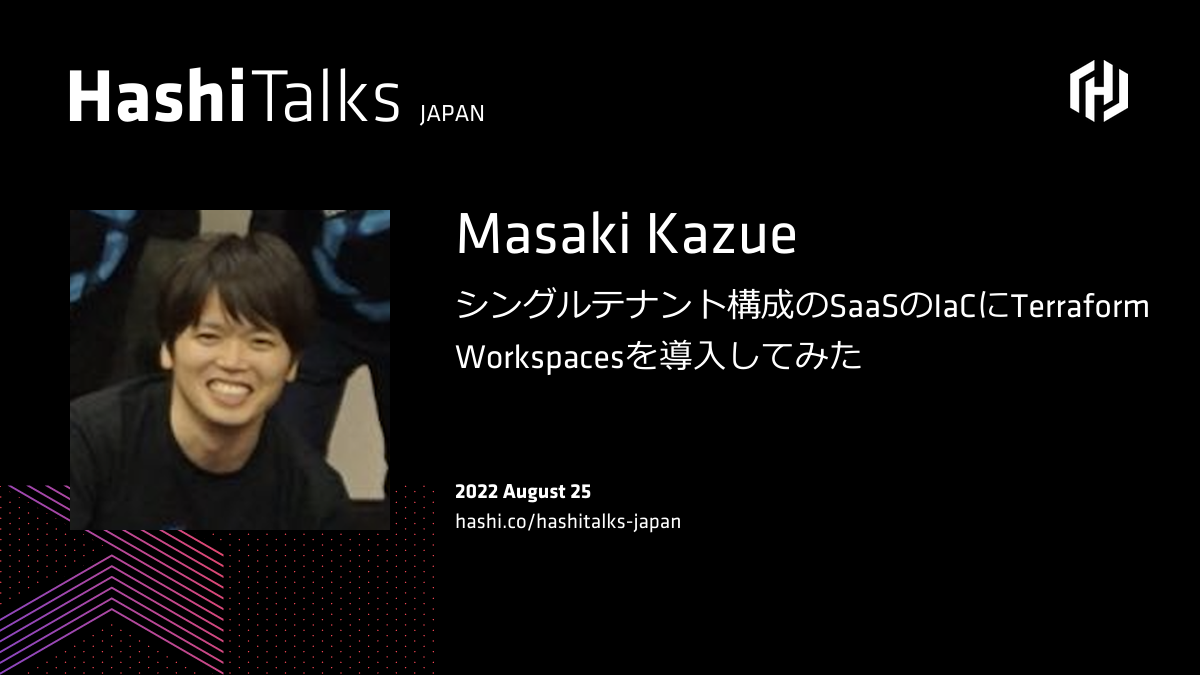 HashiTalks JAPAN
Masaki Kazue
シングルテナント構成のSaaSのIaCにTerraform
Workspacesを導入してみた
2022 August 25
hashi.co/hashitalks-japan